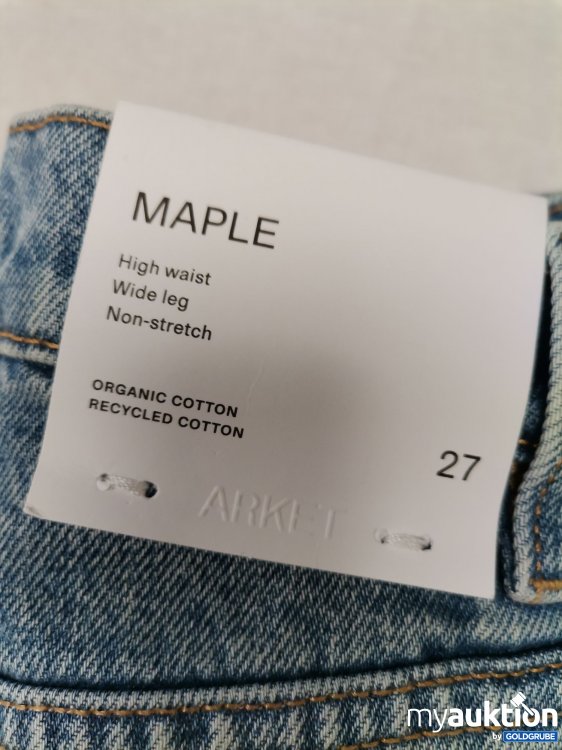 MAPLE
High waist
Wide leg
Non-stretch
ORGANIC COTTON
RECYCLED COTTON
27
ARKET
myauktion
by GOLDGRUBE